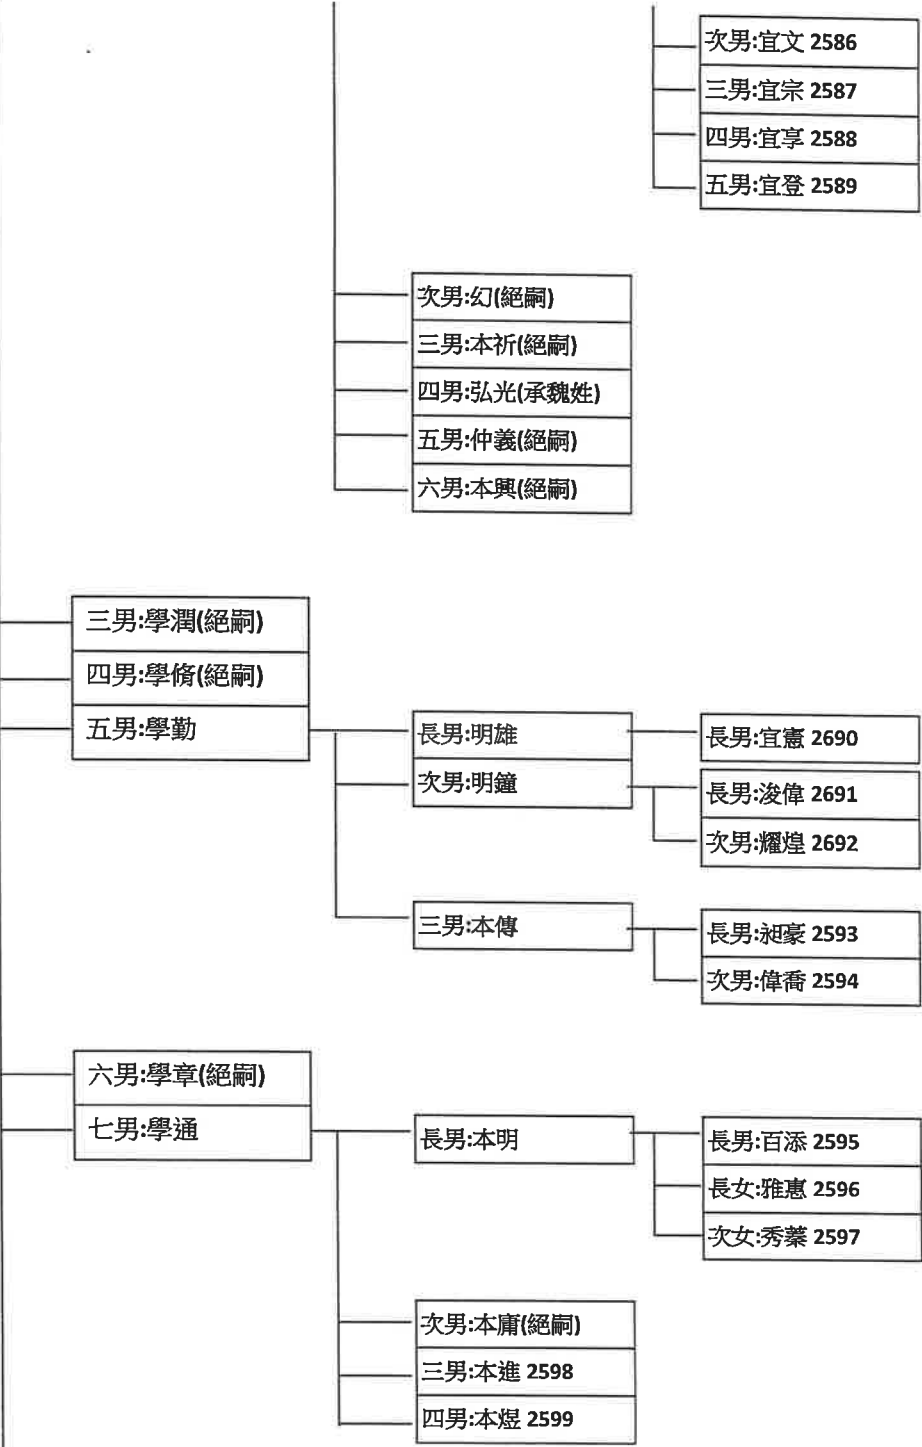 次男:宜文 2586
三男:宜宗 2587
四男:宜享 2588
五男:宜登 2589
次男:幻(絕嗣)
三男:本祈(絕嗣)
四男:弘光(承魏姓)
五男:仲義(絕嗣)
六男:本興(絕嗣)
三男:學潤(絕嗣)
四男:學脩(絕嗣)
五男:學勤
長男:明雄
長男:宜憲 2690
次男:明鐘
長男:浚偉 2691
次男:耀煌 2692
三男:本傳
長男:昶豪 2593
次男:偉喬 2594
六男:學章(絕嗣)
七男:學通
長男:本明
長男:百添 2595
長女:雅惠 2596
次女:秀蘂 2597
次男:本庸(絕嗣)
三男:本進 2598
四男:本煜 2599